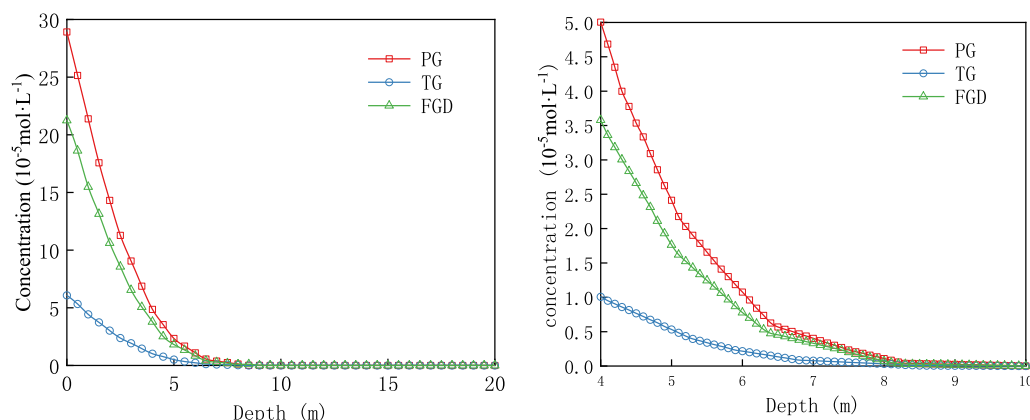 30
25
20
15
10
5
0
Concentration (10⁻⁵mol·L⁻¹)
PG
TG
FGD
0 5 10 15 20
Depth (m)
5.0
4.5
4.0
3.5
3.0
2.5
2.0
1.5
1.0
0.5
0.0
concentration (10⁻⁵mol·L⁻¹)
PG
TG
FGD
4 5 6 7 8 9 10
Depth (m)